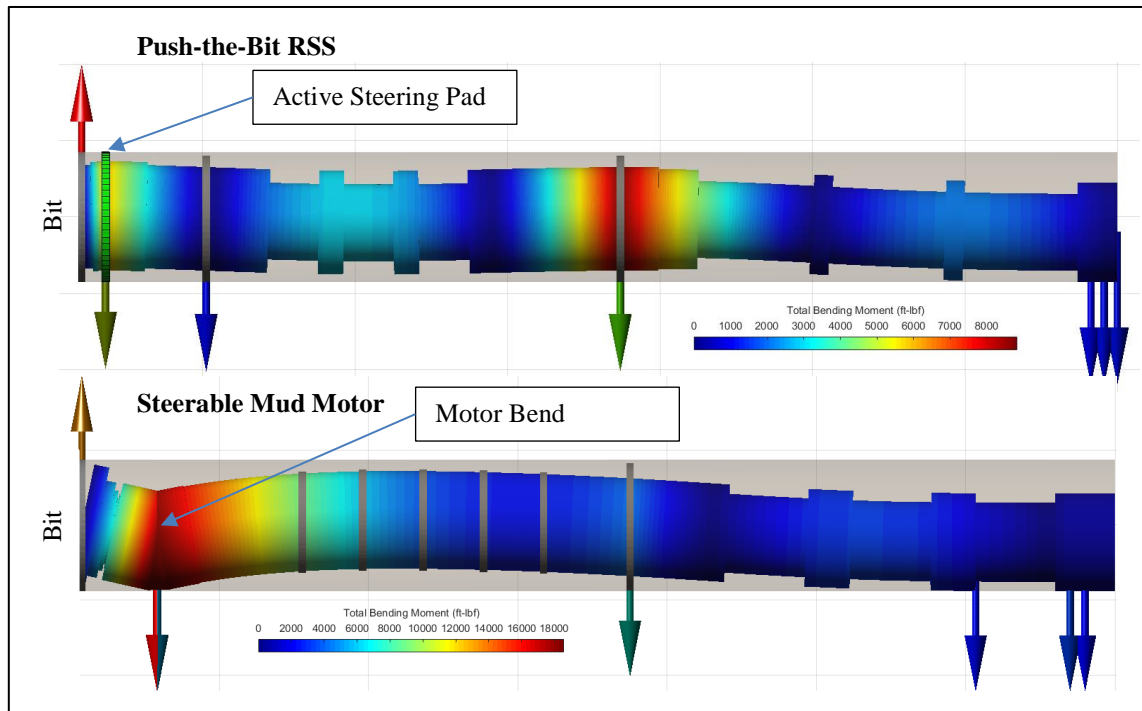 Push-the-Bit RSS
Active Steering Pad
Bit
Total Bending Moment (ft-lbf)
0 1000 2000 3000 4000 5000 6000 7000 8000
Steerable Mud Motor
Motor Bend
Bit
Total Bending Moment (ft-lbf)
0 2000 4000 6000 8000 10000 12000 14000 16000 18000